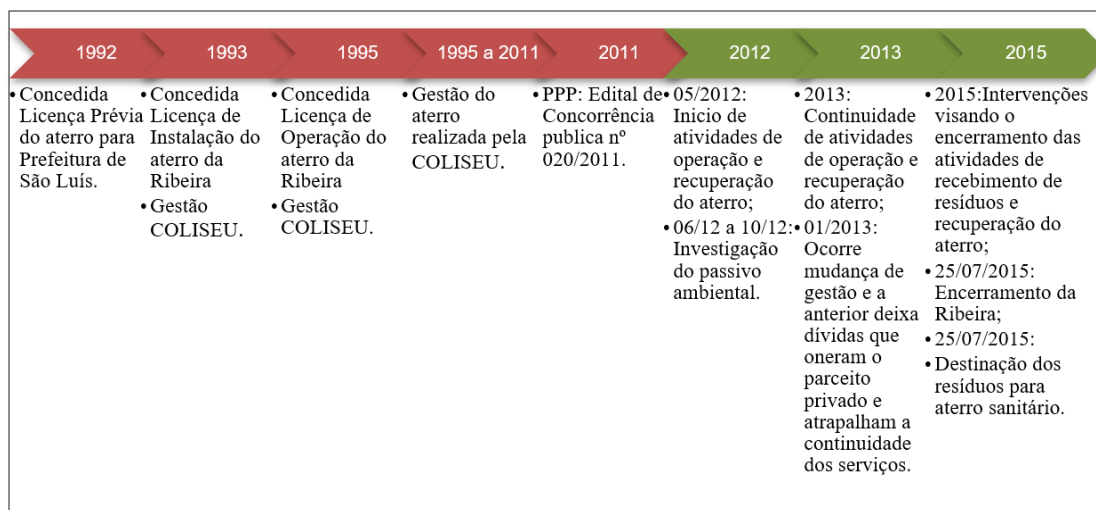 1992
1993
1995
1995 a 2011
2011
2012
2013
2015
• Concedida
Licença Prévia
do aterro para
Prefeitura de
São Luís.
• Concedida
Licença de
Instalação do
aterro da
Ribeira
• Gestão
COLISEU.
• Concedida
Licença de
Operação do
aterro da
Ribeira
• Gestão
COLISEU.
• Gestão do
aterro
realizada pela
COLISEU.
• PPP: Edital de
Concorrência
publica nº
020/2011.
• 05/2012:
Inicio de
atividades de
operação e
recuperação
do aterro;
• 06/12 a 10/12:
Investigação
do passivo
ambiental.
• 2013:
Continuidade
de atividades
de operação e
recuperação
do aterro;
• 01/2013:
Ocorre
mudança de
gestão e a
anterior deixa
dívidas que
oneram o
parceito
privado e
atrapalham a
continuidade
dos serviços.
• 2015:Intervenções
visando o
encerramento das
atividades de
recebimento de
resíduos e
recuperação do
aterro;
• 25/07/2015:
Encerramento da
Ribeira;
• 25/07/2015:
• Destinação dos
resíduos para
aterro sanitário.